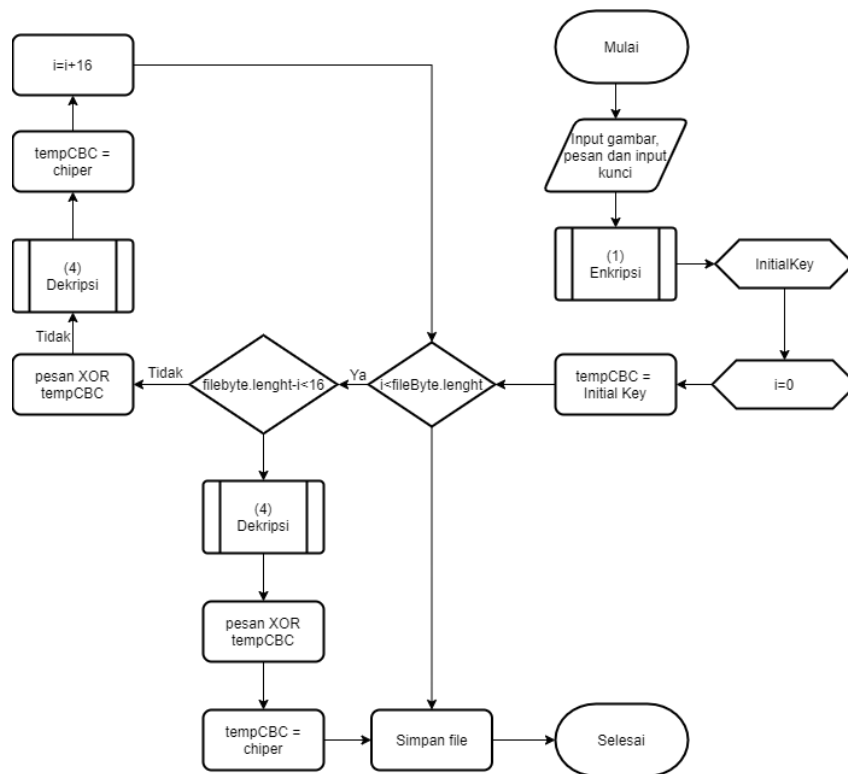 Mulai
Input gambar,
pesan dan input
kunci
(1)
Enkripsi
InitialKey
i=0
tempCBC =
Initial Key
i<fileByte.lenght
Ya
filebyte.lenght-i<16
Tidak
pesan XOR
tempCBC
Tidak
(4)
Dekripsi
tempCBC =
chiper
i=i+16
(4)
Dekripsi
pesan XOR
tempCBC
tempCBC =
chiper
Simpan file
Selesai